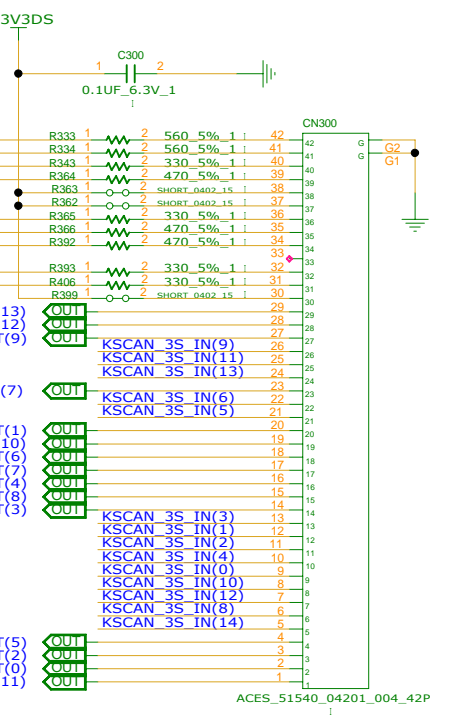 3V3DS
C300
1 2
0.1UF_6.3V_1
CN300
R333 1 2 560_5%_1 42 42 G G2
R334 1 2 560_5%_1 41 41 G G1
R343 1 2 330_5%_1 40 40
R364 1 2 470_5%_1 39 39
R363 1 2 SHORT_0402_15 38 38
R362 1 2 SHORT_0402_15 37 37
R365 1 2 330_5%_1 36 36
R366 1 2 470_5%_1 35 35
R392 1 2 470_5%_1 34 34
33 33
R393 1 2 330_5%_1 32 32
R406 1 2 330_5%_1 31 31
R399 1 2 SHORT_0402_15 30 30
13) OUT 29 29
12) OUT 28 28
T(9) OUT 27 27
KSCAN_3S_IN(9) 26 26
KSCAN_3S_IN(11) 25 25
KSCAN_3S_IN(13) 24 24
(7) OUT 23 23
KSCAN_3S_IN(6) 22 22
KSCAN_3S_IN(5) 21 21
T(1) OUT 20 20
10) OUT 19 19
T(6) OUT 18 18
T(7) OUT 17 17
T(4) OUT 16 16
T(8) OUT 15 15
T(3) OUT 14 14
KSCAN_3S_IN(3) 13 13
KSCAN_3S_IN(1) 12 12
KSCAN_3S_IN(2) 11 11
KSCAN_3S_IN(4) 10 10
KSCAN_3S_IN(0) 9 9
KSCAN_3S_IN(10) 8 8
KSCAN_3S_IN(12) 7 7
KSCAN_3S_IN(8) 6 6
KSCAN_3S_IN(14) 5 5
T(5) OUT 4 4
T(2) OUT 3 3
T(0) OUT 2 2
11) OUT 1 1
ACES_51540_04201_004_42P